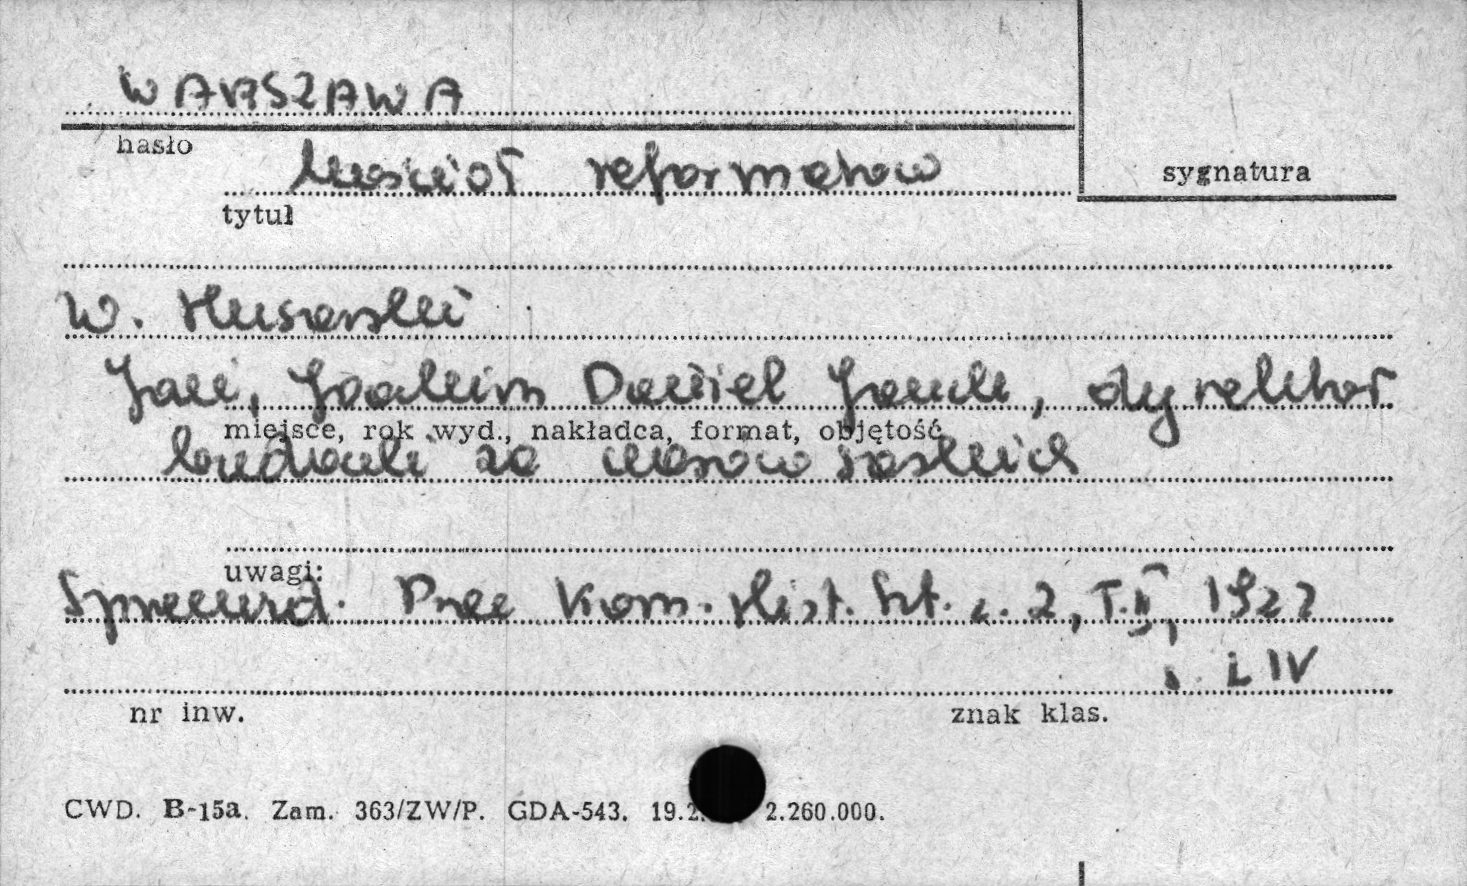 WARSZAWA
hasło
kościół reformatów
sygnatura
tytuł
W. Husarski
Jan, Joachim Daniel Jauch, dyrektor
miejsce, rok wyd., nakładca, format, objętość
budowli za czasów saskich
uwagi:
Sprawozd. Prac Kom. Hist. Szt. z. 2, T. II, 1922
s. LIV
nr inw.
znak klas.
CWD. B-15a. Zam. 363/ZW/P. GDA-543. 19.2. 2.260.000.